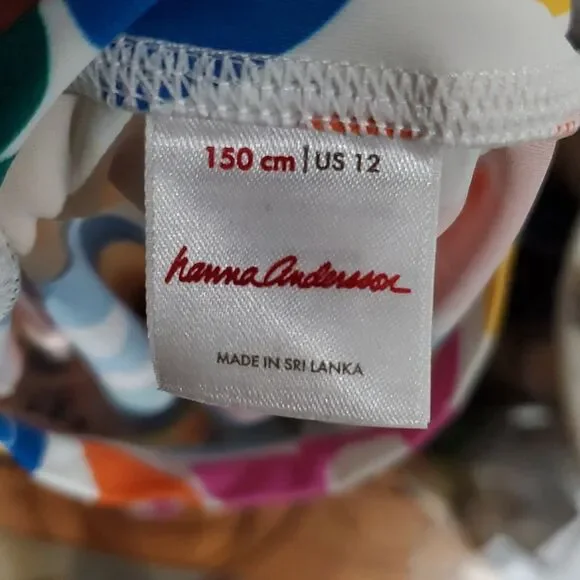 150 cm | US 12
hanna Andersson
MADE IN SRI LANKA